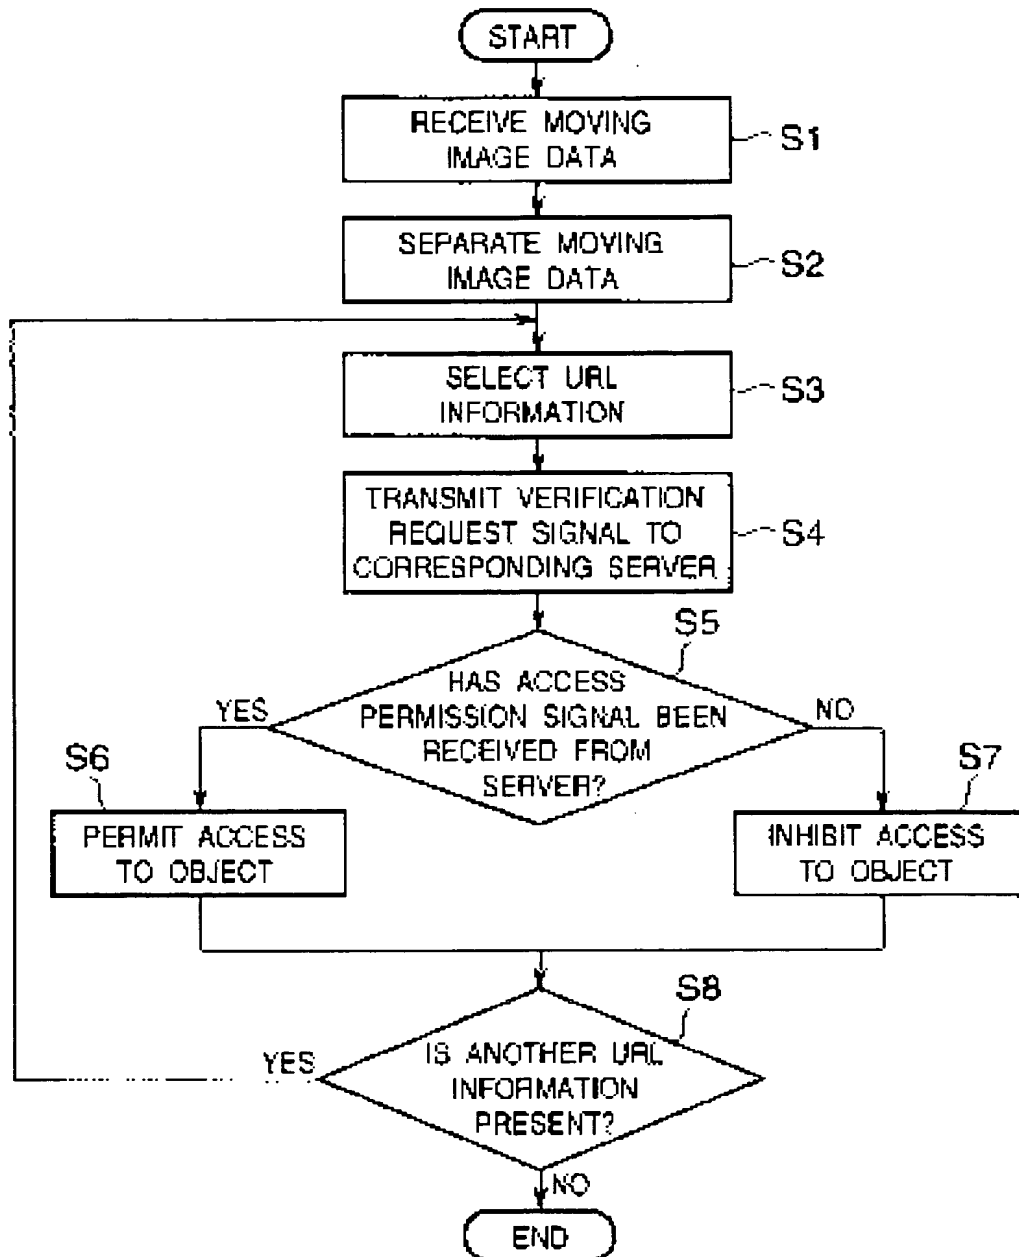 START
RECEIVE MOVING
IMAGE DATA
S1
SEPARATE MOVING
IMAGE DATA
S2
SELECT URL
INFORMATION
S3
TRANSMIT VERIFICATION
REQUEST SIGNAL TO
CORRESPONDING SERVER
S4
S5
HAS ACCESS
PERMISSION SIGNAL BEEN
RECEIVED FROM
SERVER?
YES
NO
S6
PERMIT ACCESS
TO OBJECT
S7
INHIBIT ACCESS
TO OBJECT
S8
IS ANOTHER URL
INFORMATION
PRESENT?
YES
NO
END